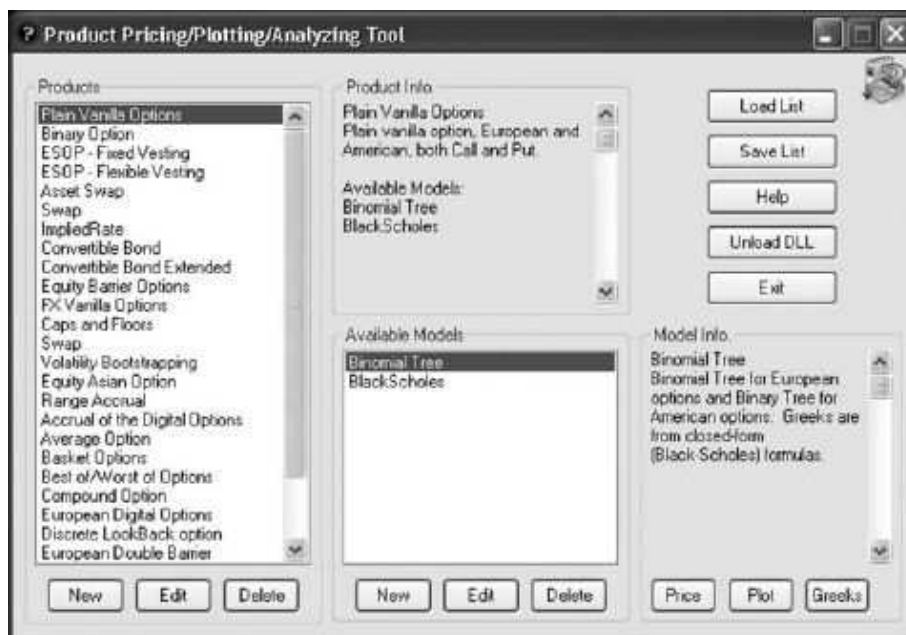 ? Product Pricing/Plotting/Analyzing Tool
Products
Plain Vanilla Options
Binary Option
ESOP - Fixed Vesting
ESOP - Flexible Vesting
Asset Swap
Swap
ImpliedRate
Convertible Bond
Convertible Bond Extended
Equity Barrier Options
FX Vanilla Options
Caps and Floors
Swap
Volatility Bootstrapping
Equity Asian Option
Range Accrual
Accrual of the Digital Options
Average Option
Basket Options
Best of/Worst of Options
Compound Option
European Digital Options
Discrete LookBack option
European Double Barrier
New Edit Delete
Product Info.
Plain Vanilla Options
Plain vanilla option, European and
American, both Call and Put.
Available Models:
Binomial Tree
BlackScholes
Load List
Save List
Help
Unload DLL
Exit
Available Models
Binomial Tree
BlackScholes
New Edit Delete
Model Info.
Binomial Tree
Binomial Tree for European
options and Binary Tree for
American options. Greeks are
from closed-form
(Black-Scholes) formulas.
Price Plot Greeks